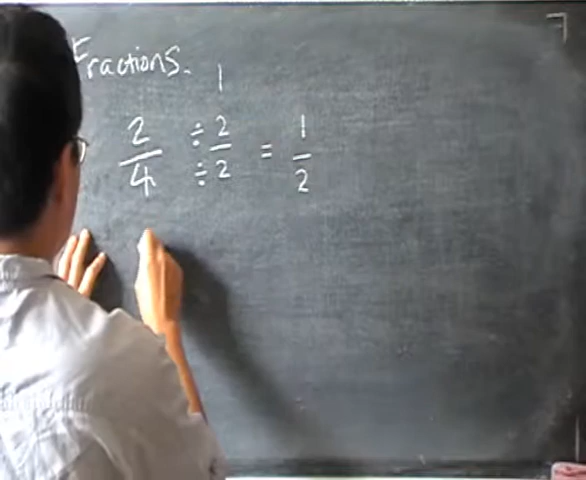 Fractions.
1
2 ÷ 2 = 1
4 ÷ 2 2